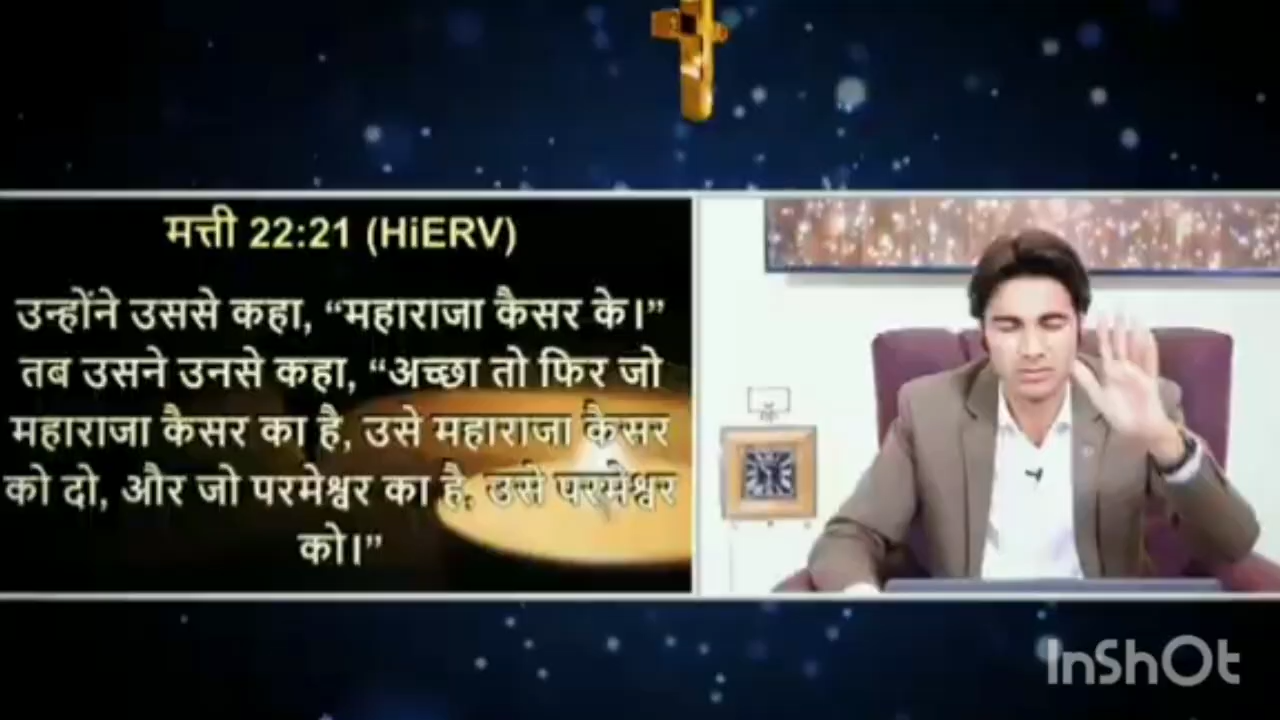 मत्ती 22:21 (HiERV)
उन्होंने उससे कहा, “महाराजा कैसर के।”
तब उसने उनसे कहा, “अच्छा तो फिर जो
महाराजा कैसर का है, उसे महाराजा कैसर
को दो, और जो परमेश्वर का है, उसे परमेश्वर
को।”
InShOt